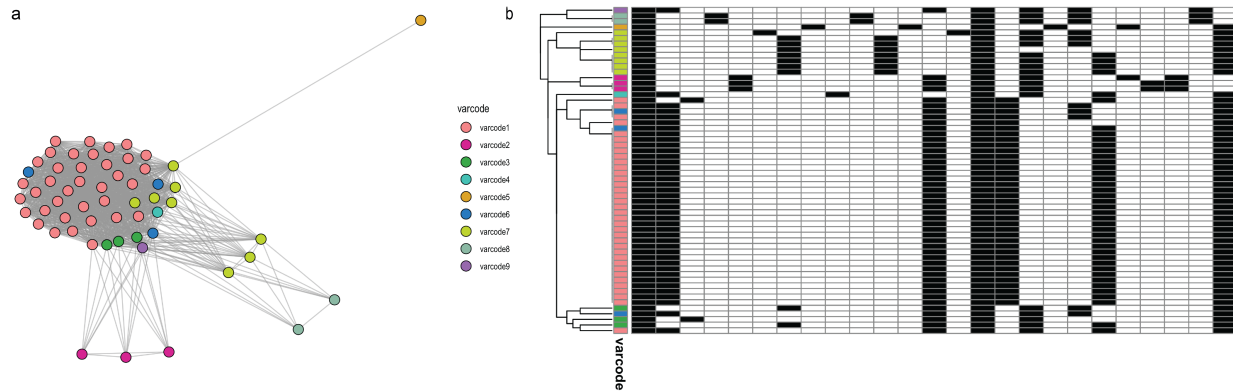 a
b
varcode
varcode1
varcode2
varcode3
varcode4
varcode5
varcode6
varcode7
varcode8
varcode9
varcode